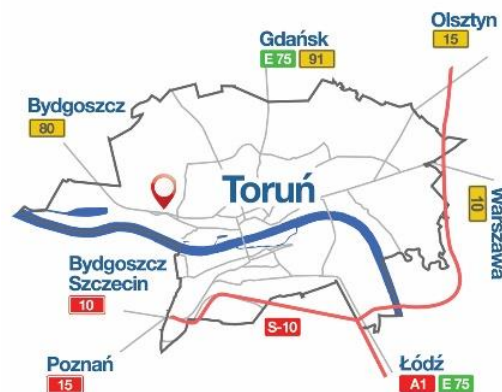 Olsztyn
15
Gdańsk
E 75 91
Bydgoszcz
80
Toruń
10
Warszawa
Bydgoszcz
Szczecin
10
S-10
Poznań
15
Łódź
A1 E 75